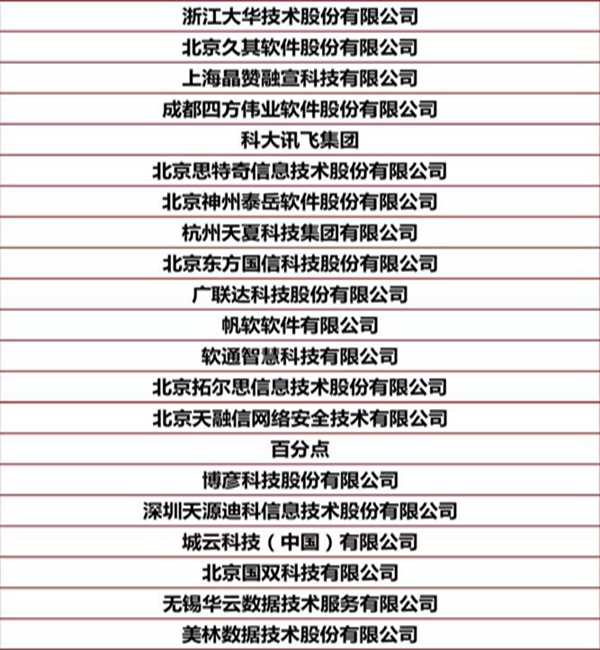 浙江大华技术股份有限公司
北京久其软件股份有限公司
上海晶赞融宣科技有限公司
成都四方伟业软件股份有限公司
科大讯飞集团
北京思特奇信息技术股份有限公司
北京神州泰岳软件股份有限公司
杭州天夏科技集团有限公司
北京东方国信科技股份有限公司
广联达科技股份有限公司
帆软软件有限公司
软通智慧科技有限公司
北京拓尔思信息技术股份有限公司
北京天融信网络安全技术有限公司
百分点
博彦科技股份有限公司
深圳天源迪科信息技术股份有限公司
城云科技（中国）有限公司
北京国双科技有限公司
无锡华云数据技术服务有限公司
美林数据技术股份有限公司